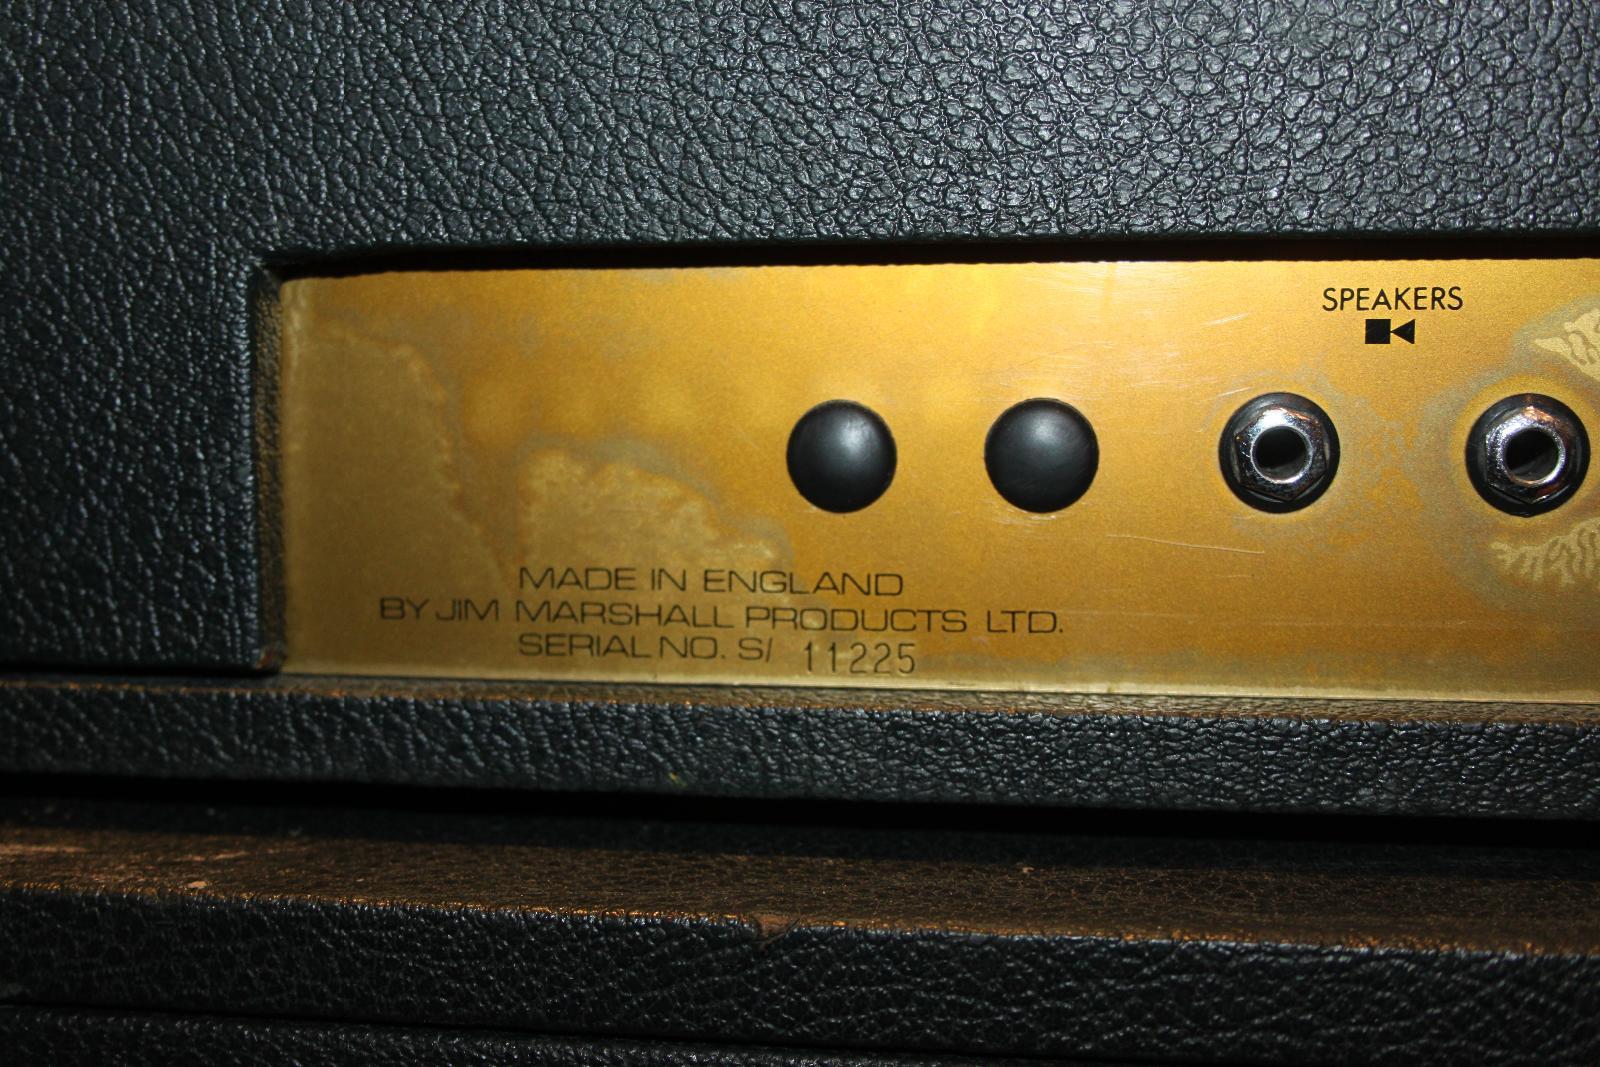 SPEAKERS
MADE IN ENGLAND
BY JIM MARSHALL PRODUCTS LTD.
SERIAL NO. S/ 11225